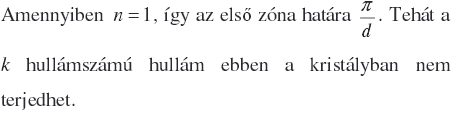 Amennyiben n = 1, így az első zóna határa π/d. Tehát a
k hullámszámú hullám ebben a kristályban nem
terjedhet.